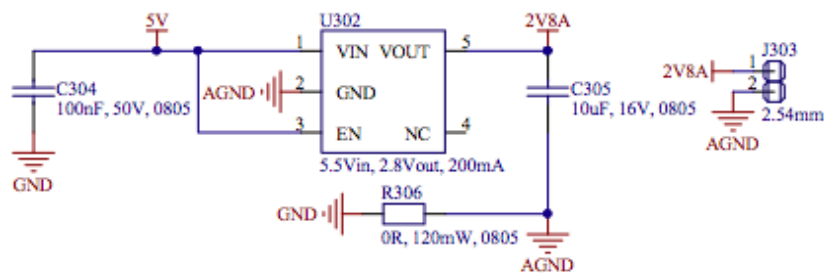 5V
U302
2V8A
1
VIN
VOUT
5
J303
C304
100nF, 50V, 0805
AGND
2
GND
C305
10uF, 16V, 0805
2V8A
1
2
3
EN
NC
4
2.54mm
AGND
GND
5.5Vin, 2.8Vout, 200mA
R306
GND
0R, 120mW, 0805
AGND